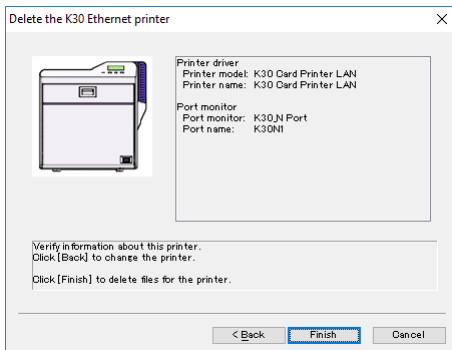 Delete the K30 Ethernet printer
Printer driver
Printer model: K30 Card Printer LAN
Printer name: K30 Card Printer LAN
Port monitor
Port monitor: K30_N Port
Port name: K30N1
Verify information about this printer.
Click [Back] to change the printer.
Click [Finish] to delete files for the printer.
< Back Finish Cancel